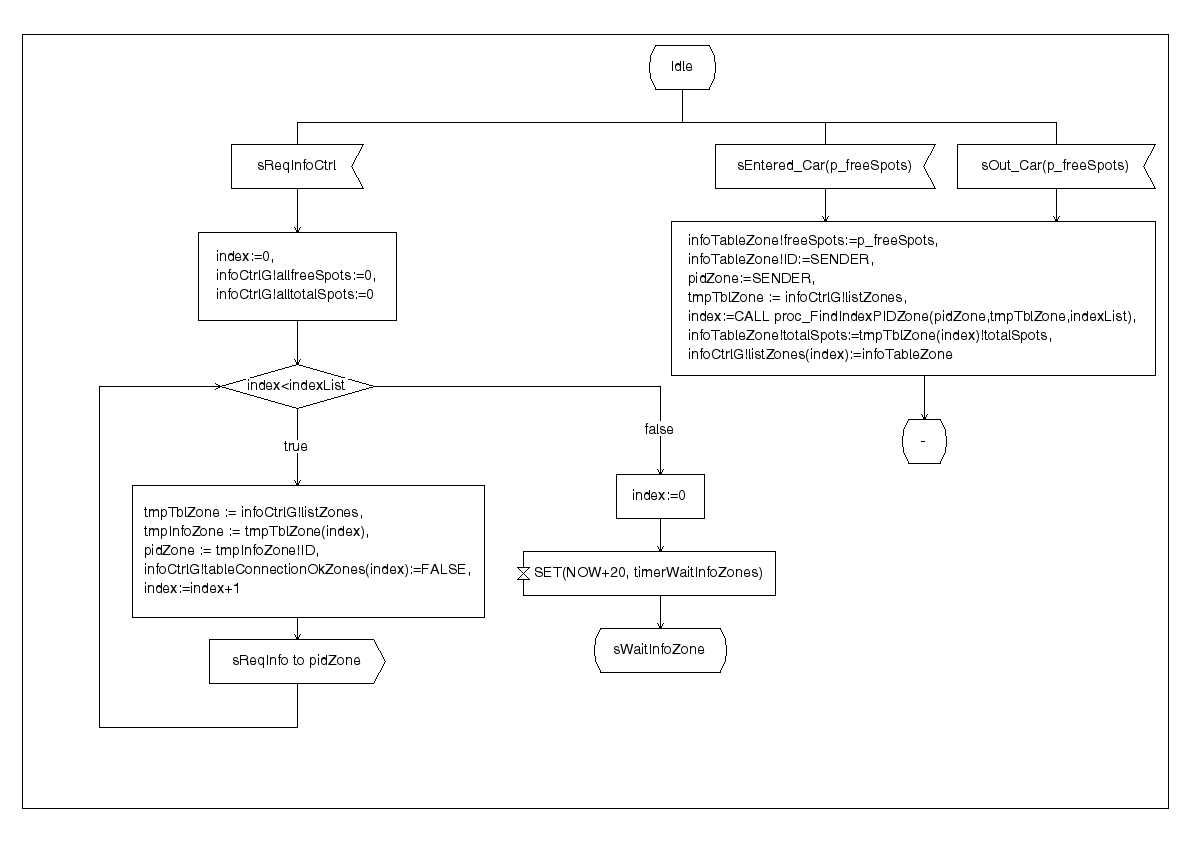 Idle
sReqInfoCtrl
sEntered_Car(p_freeSpots)
sOut_Car(p_freeSpots)
index:=0,
infoCtrlG!allfreeSpots:=0,
infoCtrlG!alltotalSpots:=0
infoTableZone!freeSpots:=p_freeSpots,
infoTableZone!ID:=SENDER,
pidZone:=SENDER,
tmpTblZone := infoCtrlG!listZones,
index:=CALL proc_FindIndexPIDZone(pidZone,tmpTblZone,indexList),
infoTableZone!totalSpots:=tmpTblZone(index)!totalSpots,
infoCtrlG!listZones(index):=infoTableZone
index<indexList
true
false
-
tmpTblZone := infoCtrlG!listZones,
tmpInfoZone := tmpTblZone(index),
pidZone := tmpInfoZone!ID,
infoCtrlG!tableConnectionOkZones(index):=FALSE,
index:=index+1
index:=0
SET(NOW+20, timerWaitInfoZones)
sReqInfo to pidZone
sWaitInfoZone